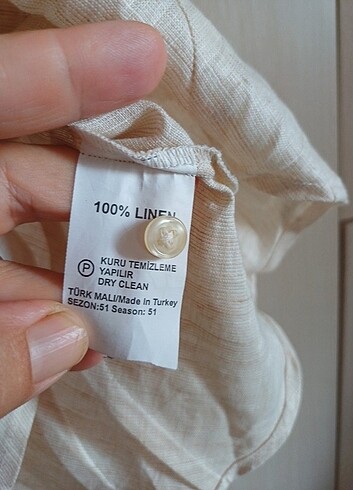 100% LINEN
P KURU TEMİZLEME
YAPILIR
DRY CLEAN
TÜRK MALI/Made In Turkey
SEZON:51 Season: 51